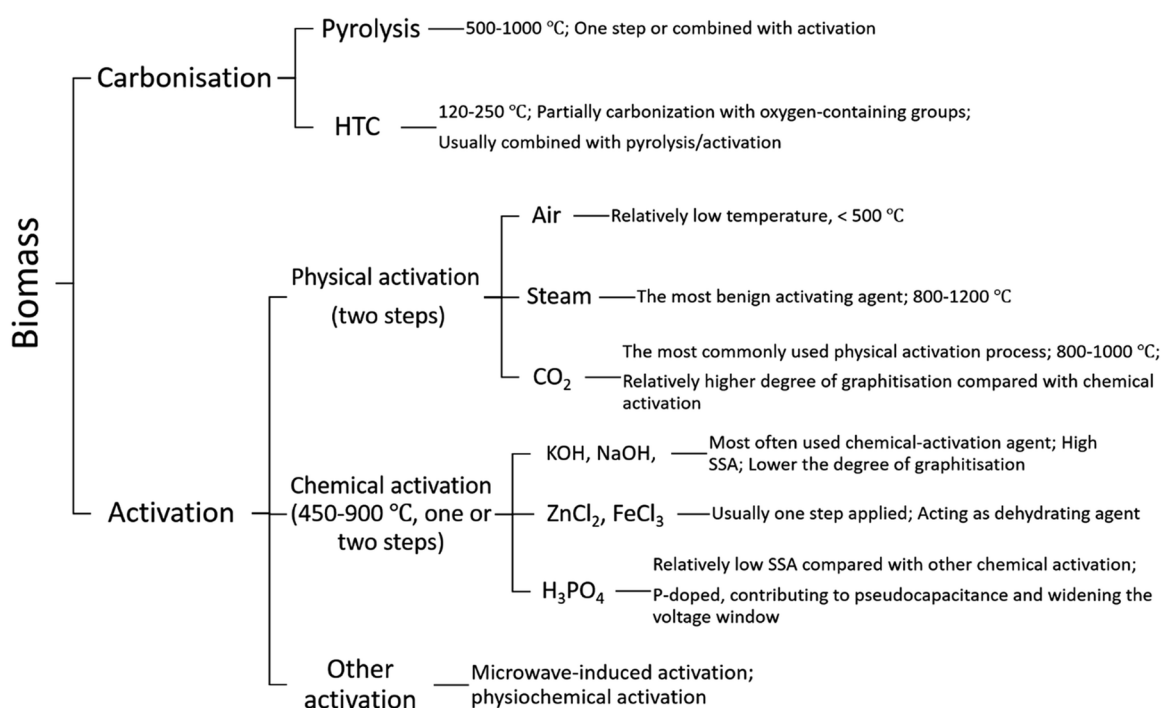 Biomass
Carbonisation
Pyrolysis
500-1000 °C; One step or combined with activation
HTC
120-250 °C; Partially carbonization with oxygen-containing groups;
Usually combined with pyrolysis/activation
Activation
Physical activation
(two steps)
Air
Relatively low temperature, < 500 °C
Steam
The most benign activating agent; 800-1200 °C
CO₂
The most commonly used physical activation process; 800-1000 °C;
Relatively higher degree of graphitisation compared with chemical
activation
Chemical activation
(450-900 °C, one or
two steps)
KOH, NaOH,
Most often used chemical-activation agent; High
SSA; Lower the degree of graphitisation
ZnCl₂, FeCl₃
Usually one step applied; Acting as dehydrating agent
H₃PO₄
Relatively low SSA compared with other chemical activation;
P-doped, contributing to pseudocapacitance and widening the
voltage window
Other
activation
Microwave-induced activation;
physiochemical activation